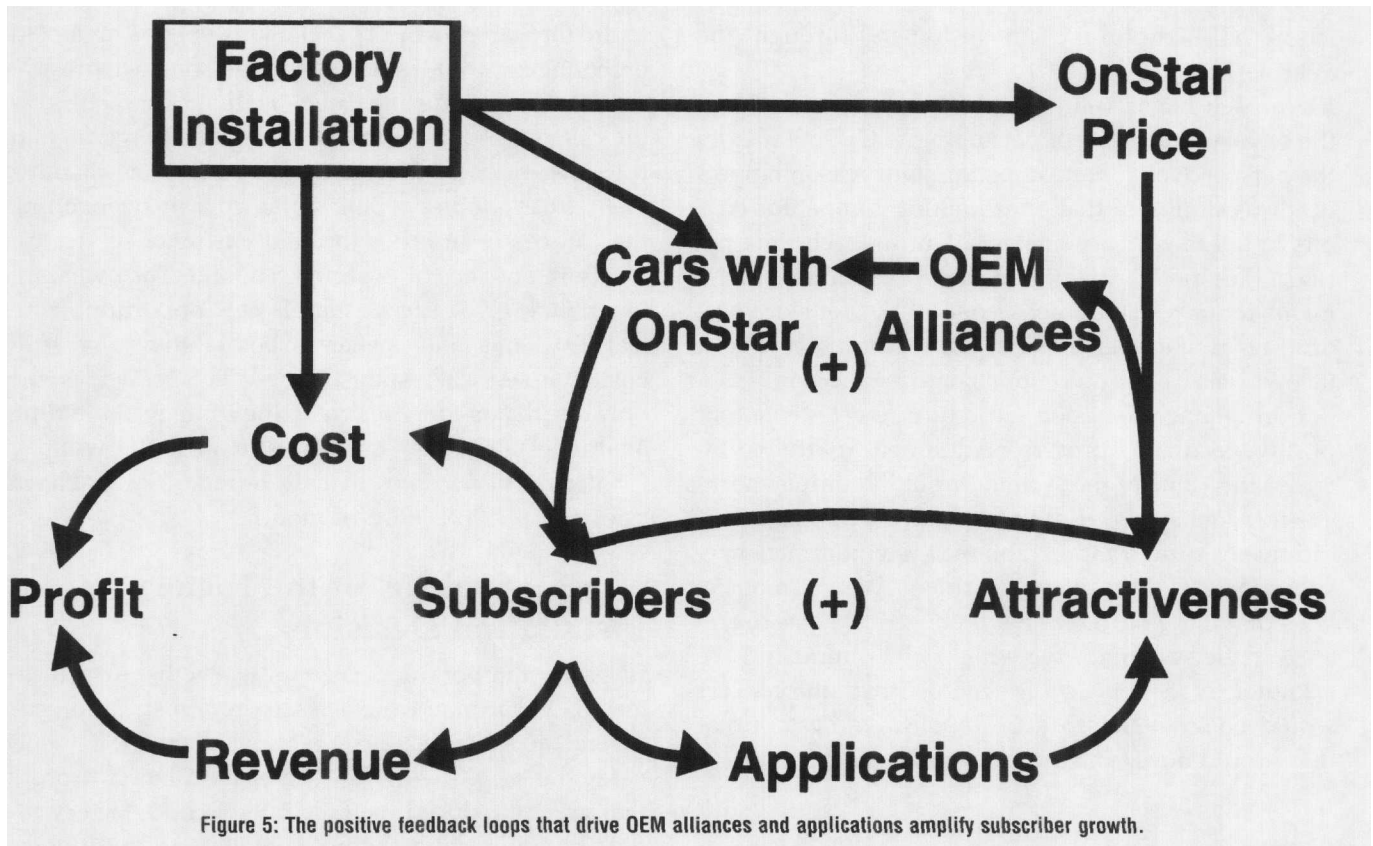 Factory
Installation
OnStar
Price
Cars with
OnStar
OEM
Alliances
(+)
Cost
Profit
Subscribers
(+)
Attractiveness
Revenue
Applications
Figure 5: The positive feedback loops that drive OEM alliances and applications amplify subscriber growth.